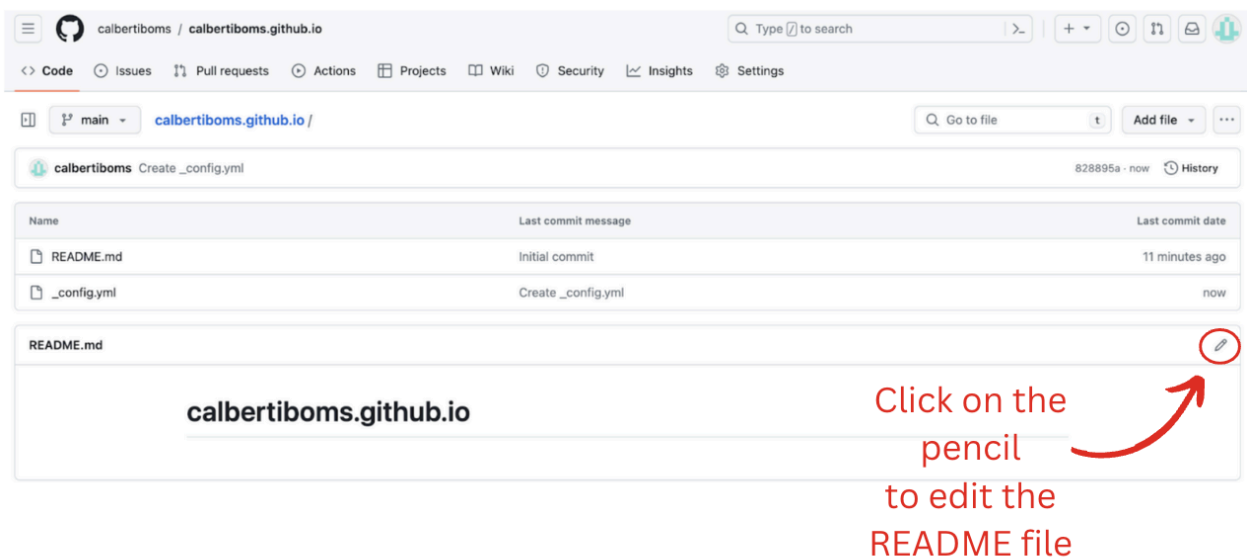 calbertiboms / calbertiboms.github.io
Type / to search
Code Issues Pull requests Actions Projects Wiki Security Insights Settings
main calbertiboms.github.io /
Go to file t Add file
calbertiboms Create _config.yml 828895a · now History
Name Last commit message Last commit date
README.md Initial commit 11 minutes ago
_config.yml Create _config.yml now
README.md
calbertiboms.github.io
Click on the
pencil
to edit the
README file